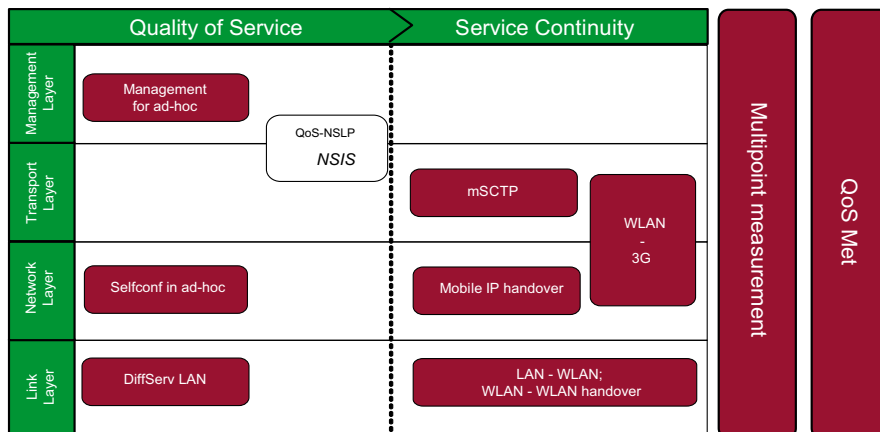 Quality of Service
Service Continuity
Management
Layer
Management
for ad-hoc
QoS-NSLP
NSIS
Transport
Layer
mSCTP
WLAN
-
3G
Network
Layer
Selfconf in ad-hoc
Mobile IP handover
Link
Layer
DiffServ LAN
LAN - WLAN;
WLAN - WLAN handover
Multipoint measurement
QoS Met